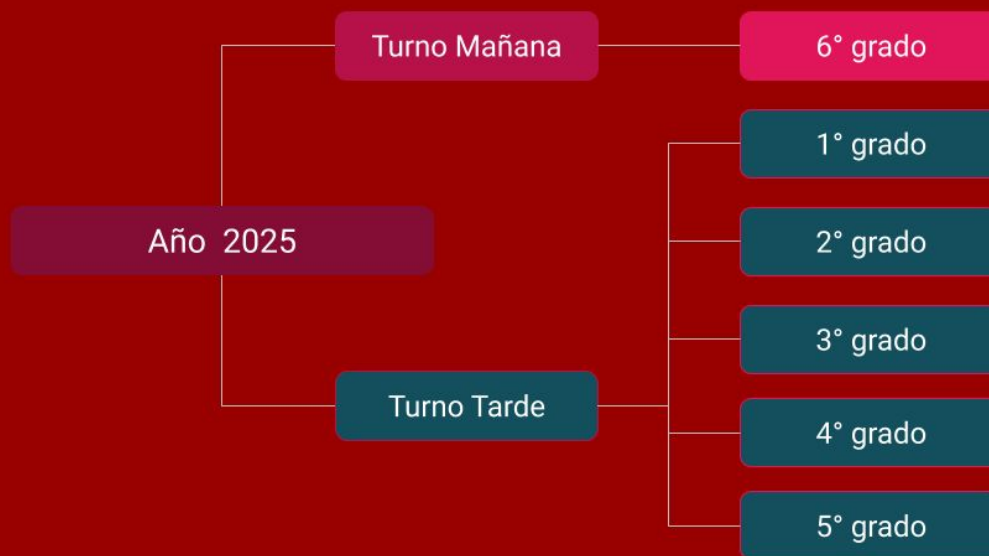 Turno Mañana
6° grado
1° grado
2° grado
Año 2025
3° grado
Turno Tarde
4° grado
5° grado